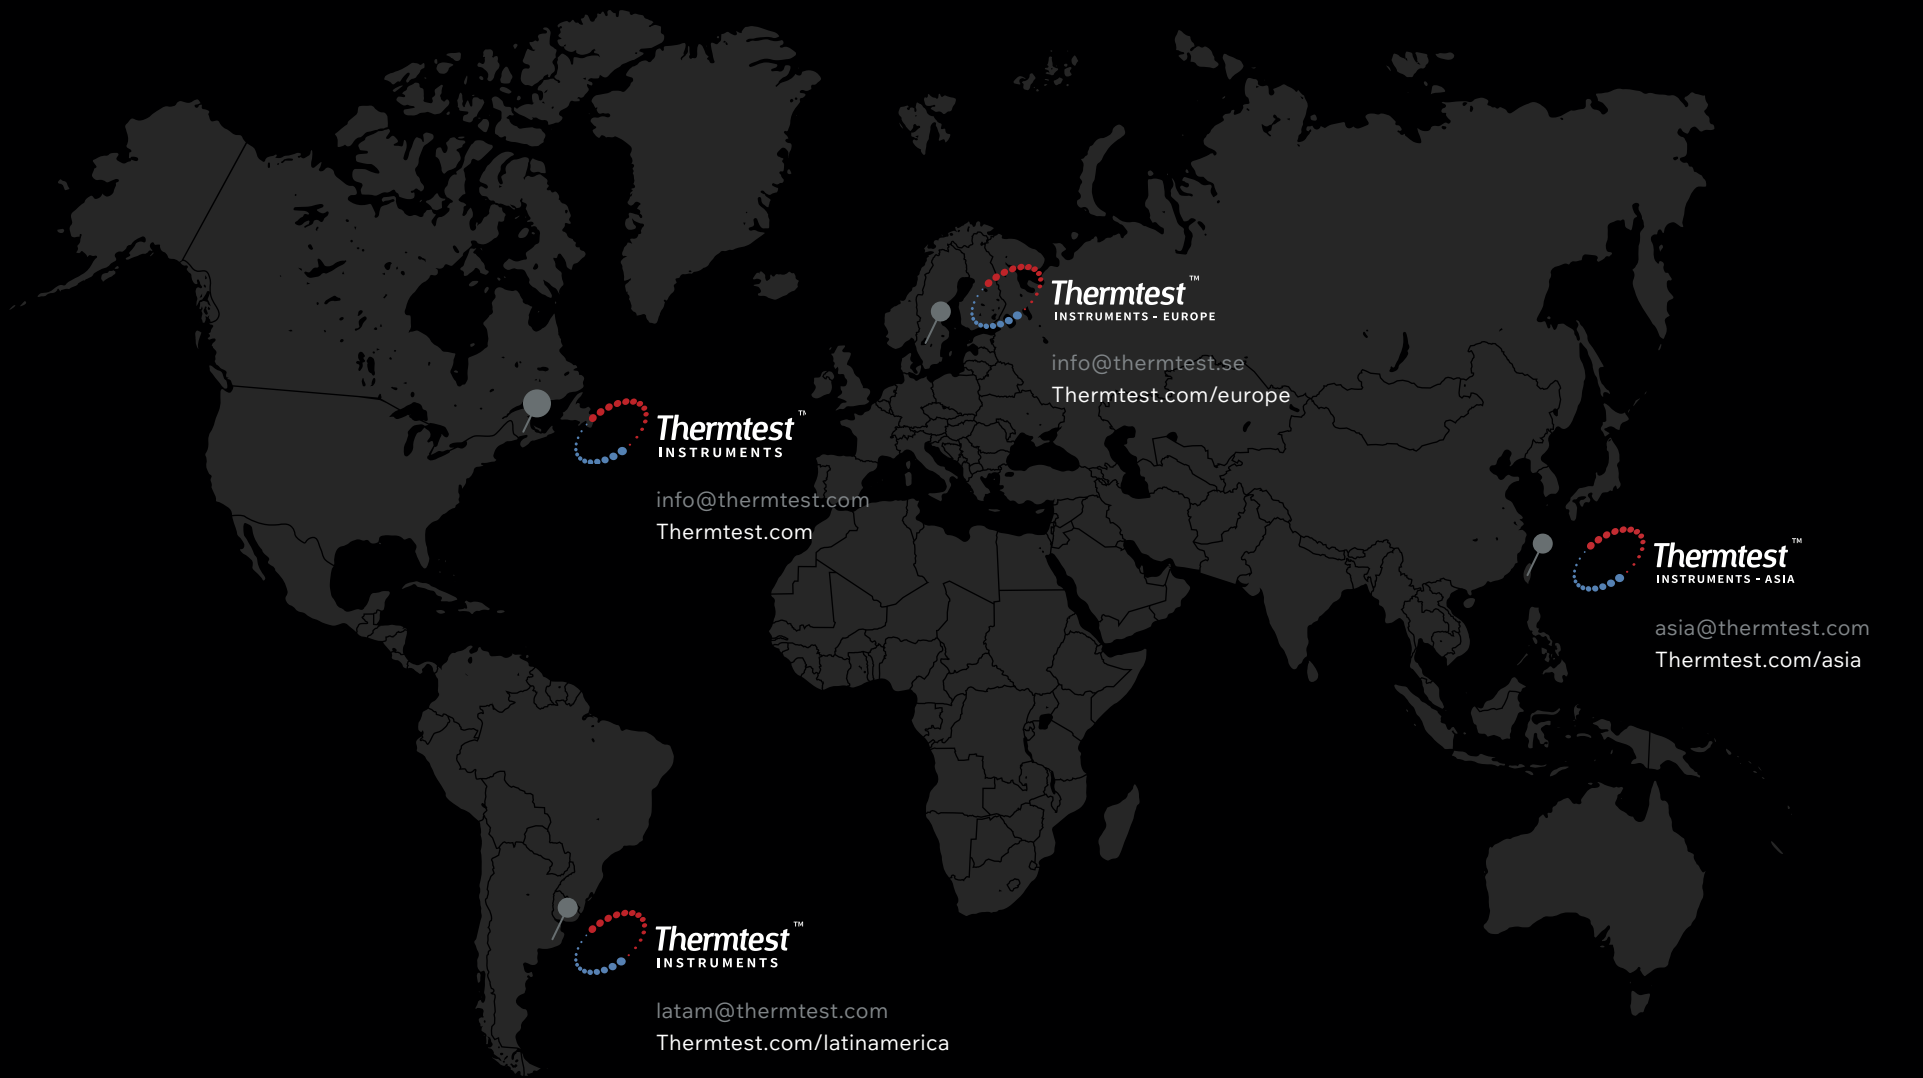 Thermtest™
INSTRUMENTS - EUROPE
info@thermtest.se
Thermtest.com/europe
Thermtest™
INSTRUMENTS
info@thermtest.com
Thermtest.com
Thermtest™
INSTRUMENTS - ASIA
asia@thermtest.com
Thermtest.com/asia
Thermtest™
INSTRUMENTS
latam@thermtest.com
Thermtest.com/latinamerica